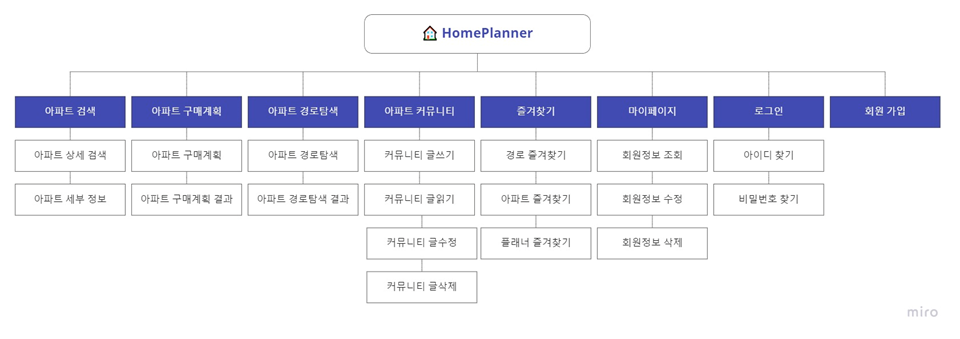 HomePlanner
아파트 검색
아파트 상세 검색
아파트 세부 정보
아파트 구매계획
아파트 구매계획
아파트 구매계획 결과
아파트 경로탐색
아파트 경로탐색
아파트 경로탐색 결과
아파트 커뮤니티
커뮤니티 글쓰기
커뮤니티 글읽기
커뮤니티 글수정
커뮤니티 글삭제
즐겨찾기
경로 즐겨찾기
아파트 즐겨찾기
플래너 즐겨찾기
마이페이지
회원정보 조회
회원정보 수정
회원정보 삭제
로그인
아이디 찾기
비밀번호 찾기
회원 가입
miro